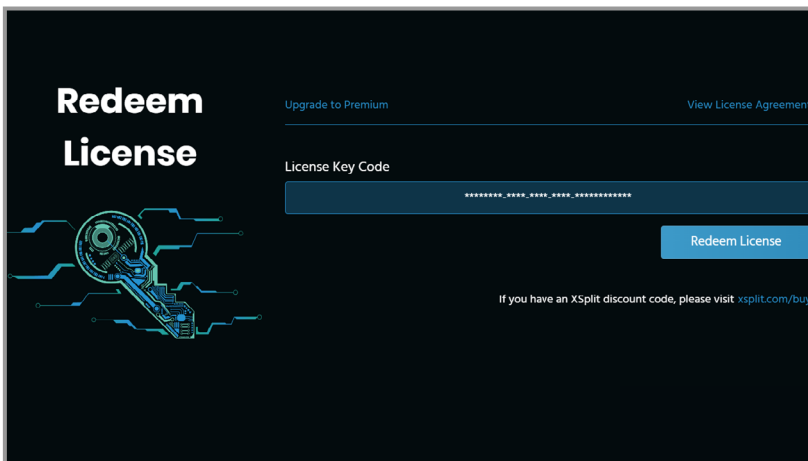 Redeem
License
Upgrade to Premium
View License Agreement
License Key Code
********-****-****-****-************
Redeem License
If you have an XSplit discount code, please visit xsplit.com/buy